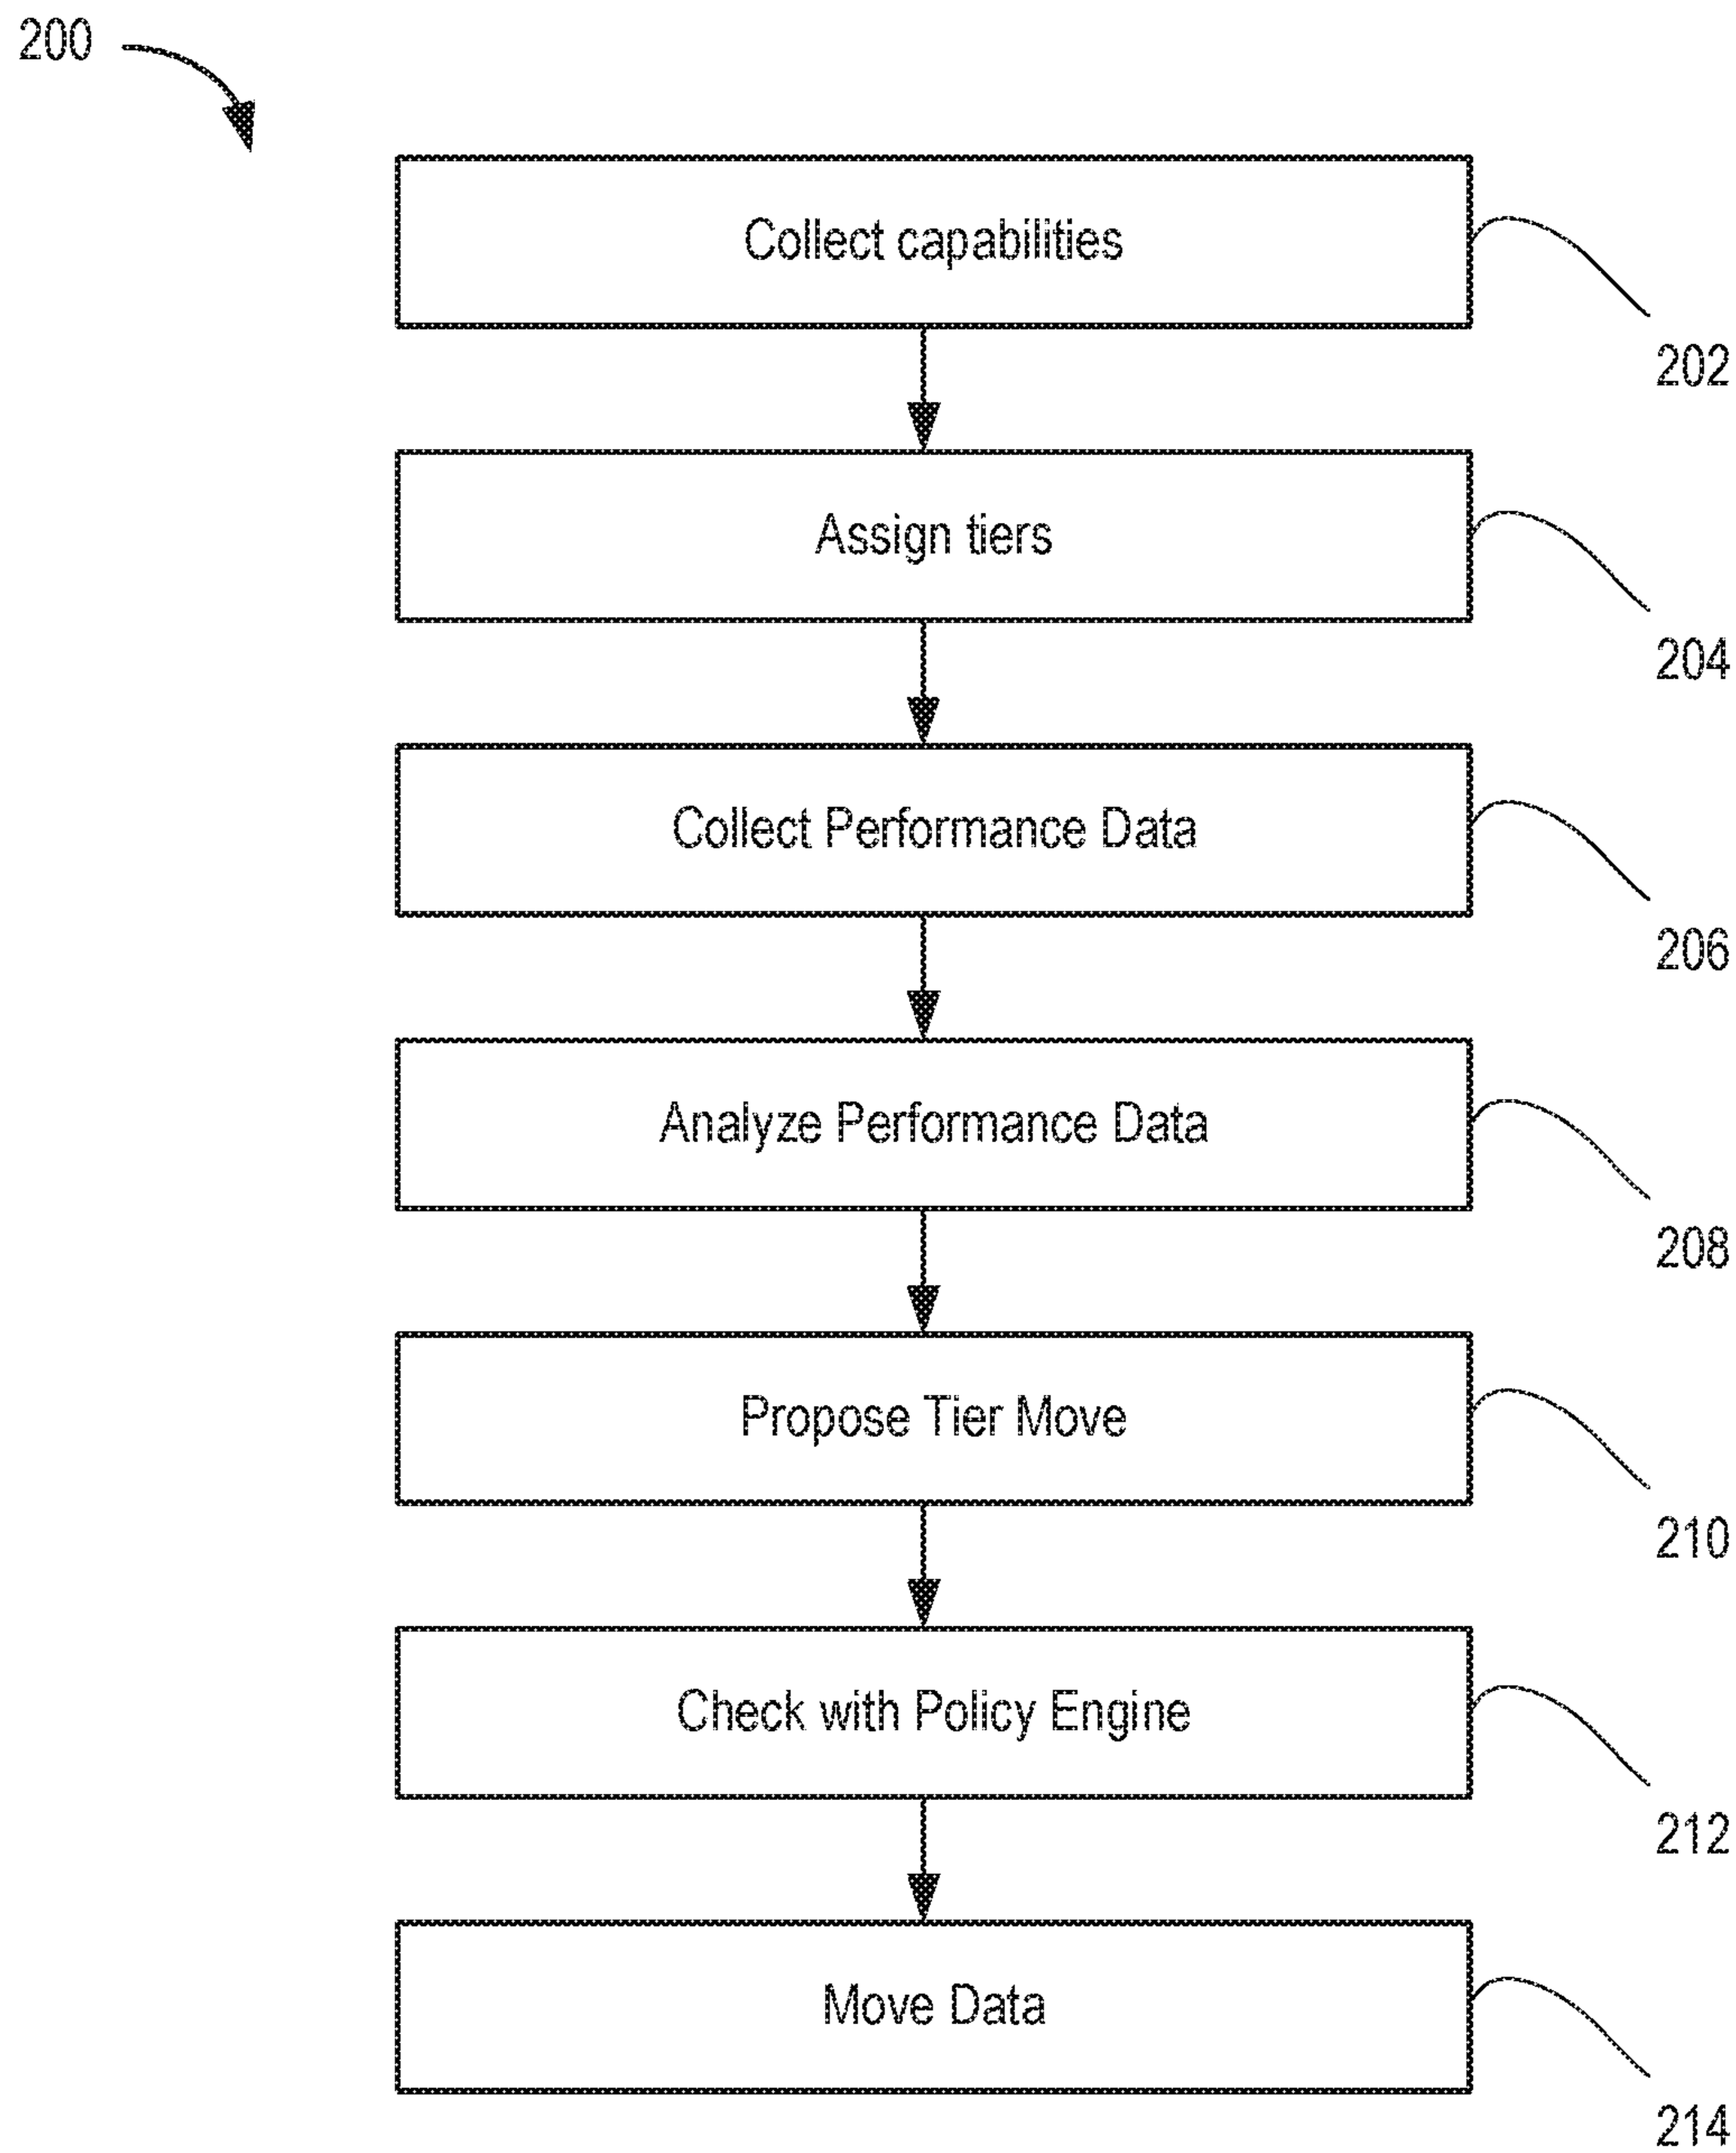 200
Collect capabilities
202
Assign tiers
204
Collect Performance Data
206
Analyze Performance Data
208
Propose Tier Move
210
Check with Policy Engine
212
Move Data
214